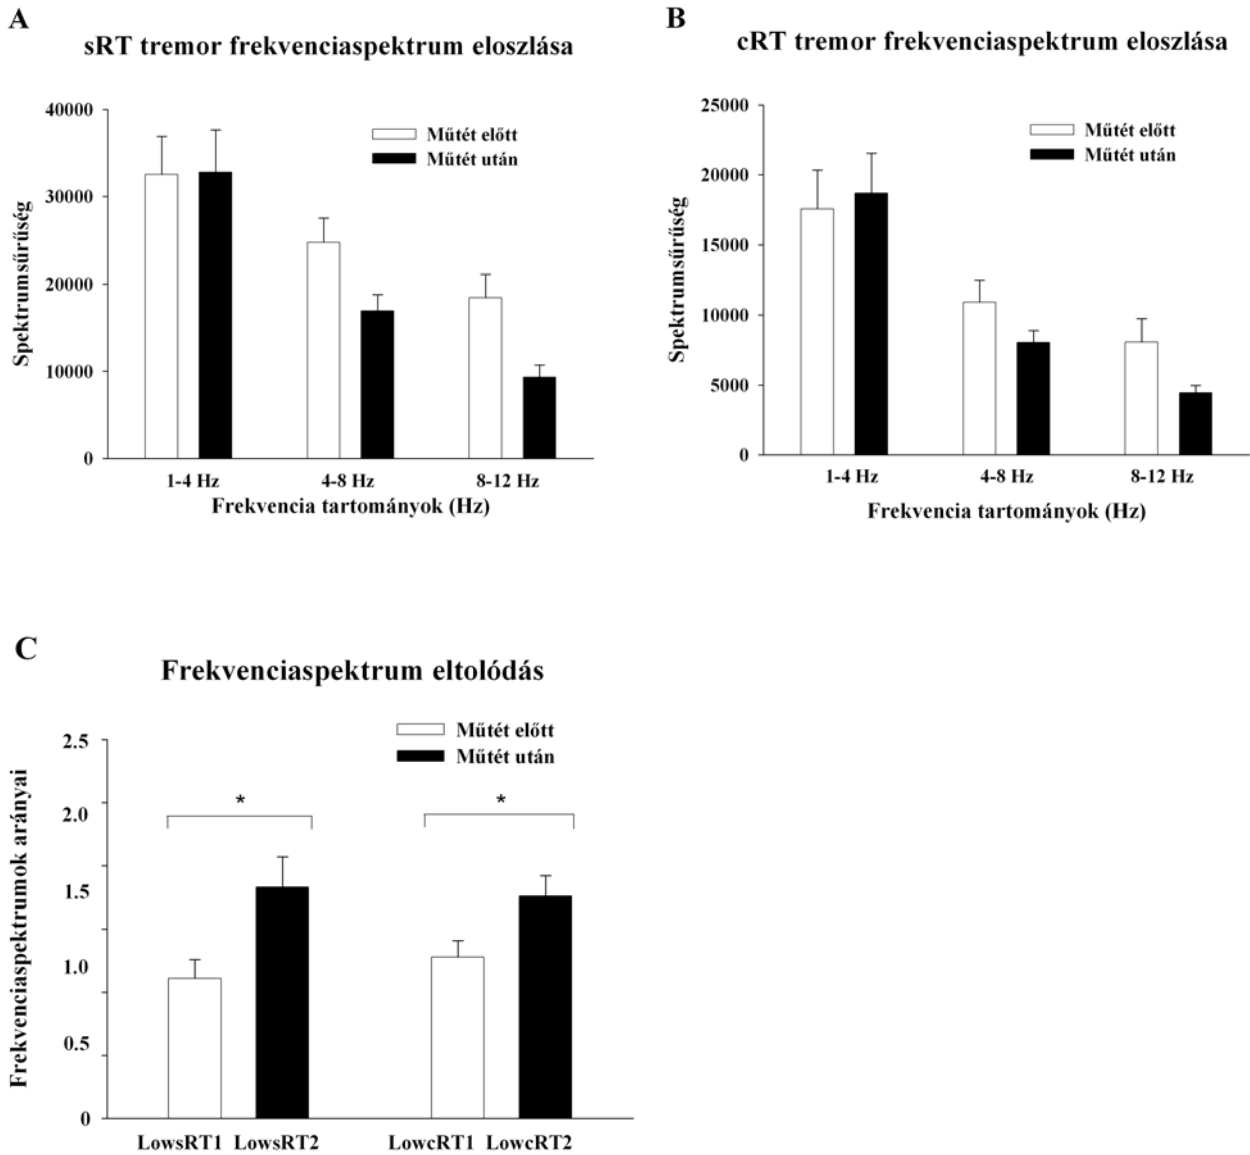 A
sRT tremor frekvenciaspektrum eloszlása
40000
30000
20000
10000
0
Spektrumsűrűség
Műtét előtt
Műtét után
1-4 Hz
4-8 Hz
8-12 Hz
Frekvencia tartományok (Hz)
B
cRT tremor frekvenciaspektrum eloszlása
25000
20000
15000
10000
5000
0
Spektrumsűrűség
Műtét előtt
Műtét után
1-4 Hz
4-8 Hz
8-12 Hz
Frekvencia tartományok (Hz)
C
Frekvenciaspektrum eltolódás
2.5
2.0
1.5
1.0
0.5
0
Frekvenciaspektrumok arányai
Műtét előtt
Műtét után
*
*
LowsRT1
LowsRT2
LowcRT1
LowcRT2